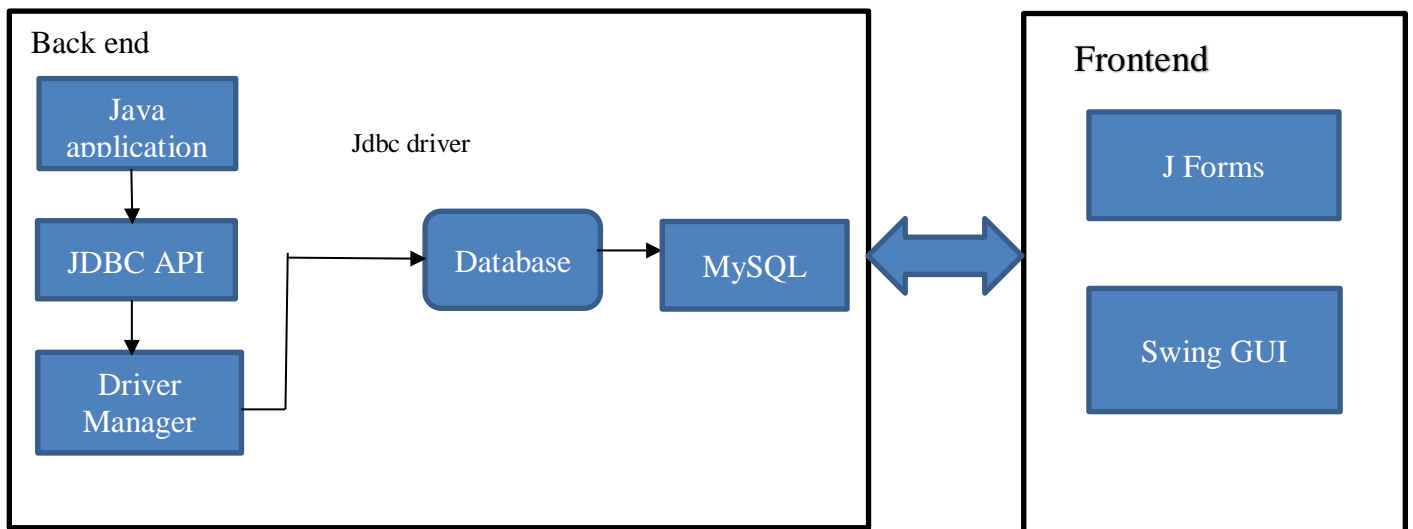 Back end
Java
application
Jdbc driver
JDBC API
Database
MySQL
Driver
Manager
Frontend
J Forms
Swing GUI